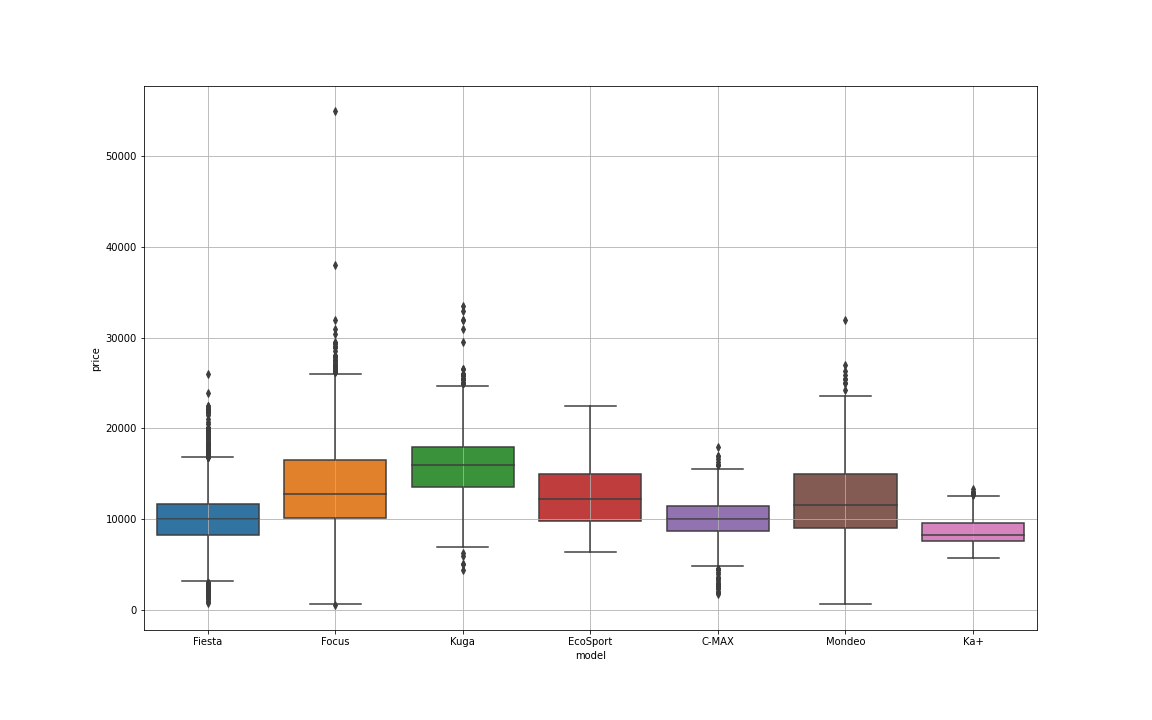 50000
40000
30000
20000
10000
0
price
Fiesta
Focus
Kuga
EcoSport
C-MAX
Mondeo
Ka+
model